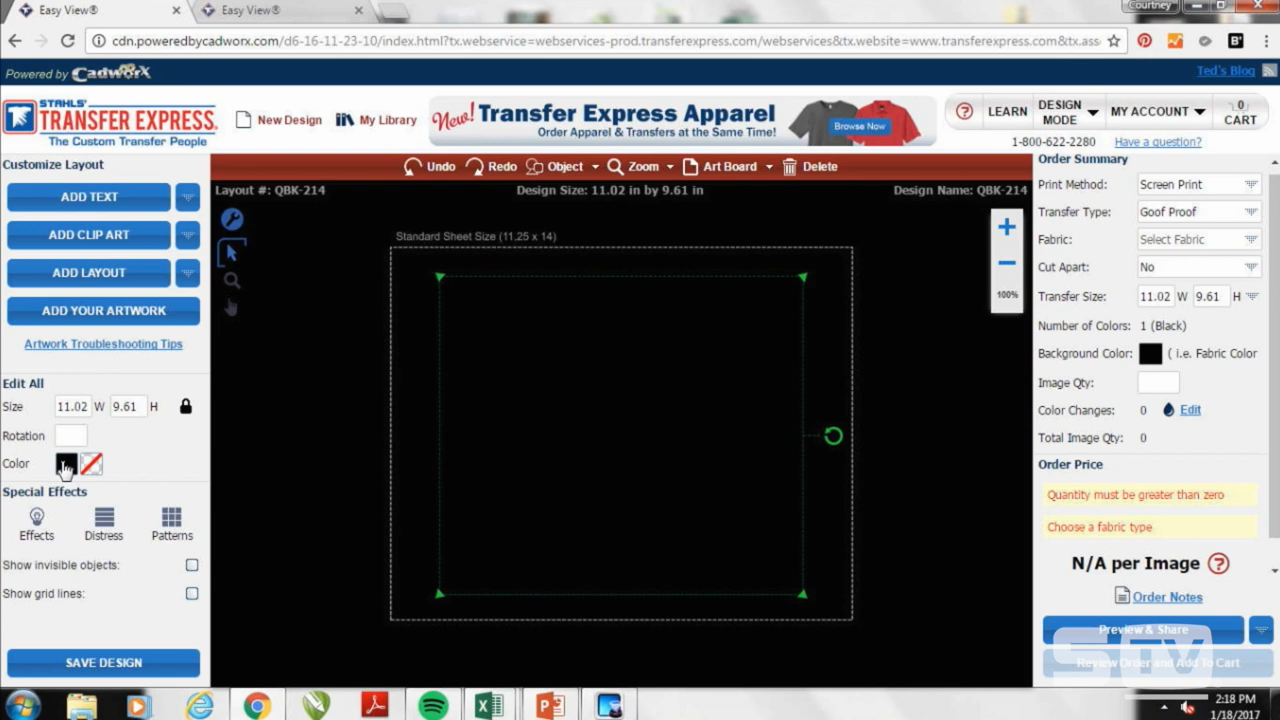 Easy View®
Easy View®
Courtney
cdn.poweredbycadworx.com/d6-16-11-23-10/index.html?tx.webservice=webservices-prod.transferexpress.com/webservices&tx.website=www.transferexpress.com&tx.ass
Powered by CadworX
Ted's Blog
STAHLS'
TRANSFER EXPRESS.
The Custom Transfer People
New Design
My Library
New! Transfer Express Apparel
Order Apparel & Transfers at the Same Time!
Browse Now
LEARN
DESIGN MODE
MY ACCOUNT
0 CART
1-800-622-2280
Have a question?
Customize Layout
ADD TEXT
ADD CLIP ART
ADD LAYOUT
ADD YOUR ARTWORK
Artwork Troubleshooting Tips
Edit All
Size 11.02 W 9.61 H
Rotation
Color
Special Effects
Effects Distress Patterns
Show invisible objects:
Show grid lines:
SAVE DESIGN
Undo Redo Object Zoom Art Board Delete
Layout #: QBK-214 Design Size: 11.02 in by 9.61 in Design Name: QBK-214
Standard Sheet Size (11.25 x 14)
100%
Order Summary
Print Method: Screen Print
Transfer Type: Goof Proof
Fabric: Select Fabric
Cut Apart: No
Transfer Size: 11.02 W 9.61 H
Number of Colors: 1 (Black)
Background Color: ( i.e. Fabric Color
Image Qty:
Color Changes: 0 Edit
Total Image Qty: 0
Order Price
Quantity must be greater than zero
Choose a fabric type
N/A per Image
Order Notes
Preview & Share
Review Order and Add To Cart
STV
2:18 PM
1/18/2017